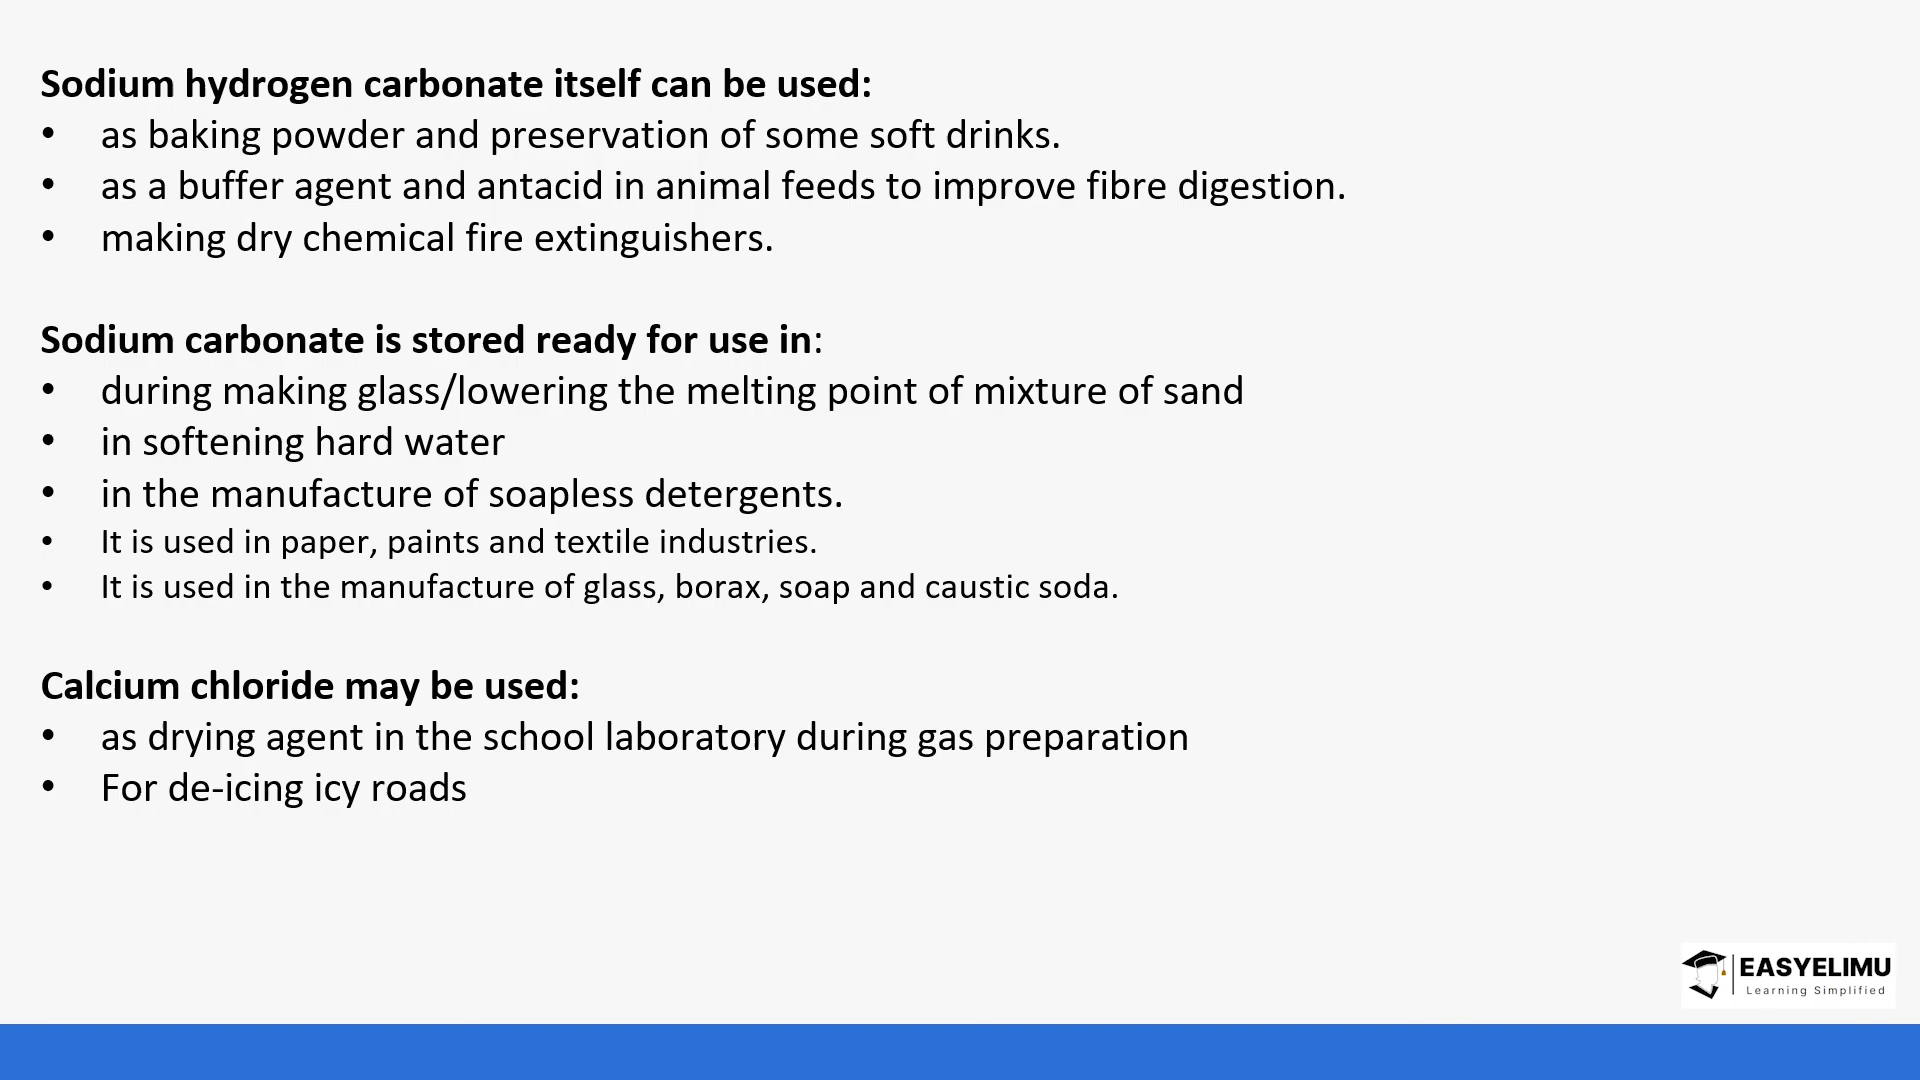 Sodium hydrogen carbonate itself can be used:
• as baking powder and preservation of some soft drinks.
• as a buffer agent and antacid in animal feeds to improve fibre digestion.
• making dry chemical fire extinguishers.
Sodium carbonate is stored ready for use in:
• during making glass/lowering the melting point of mixture of sand
• in softening hard water
• in the manufacture of soapless detergents.
• It is used in paper, paints and textile industries.
• It is used in the manufacture of glass, borax, soap and caustic soda.
Calcium chloride may be used:
• as drying agent in the school laboratory during gas preparation
• For de-icing icy roads
EASYELIMU
Learning Simplified